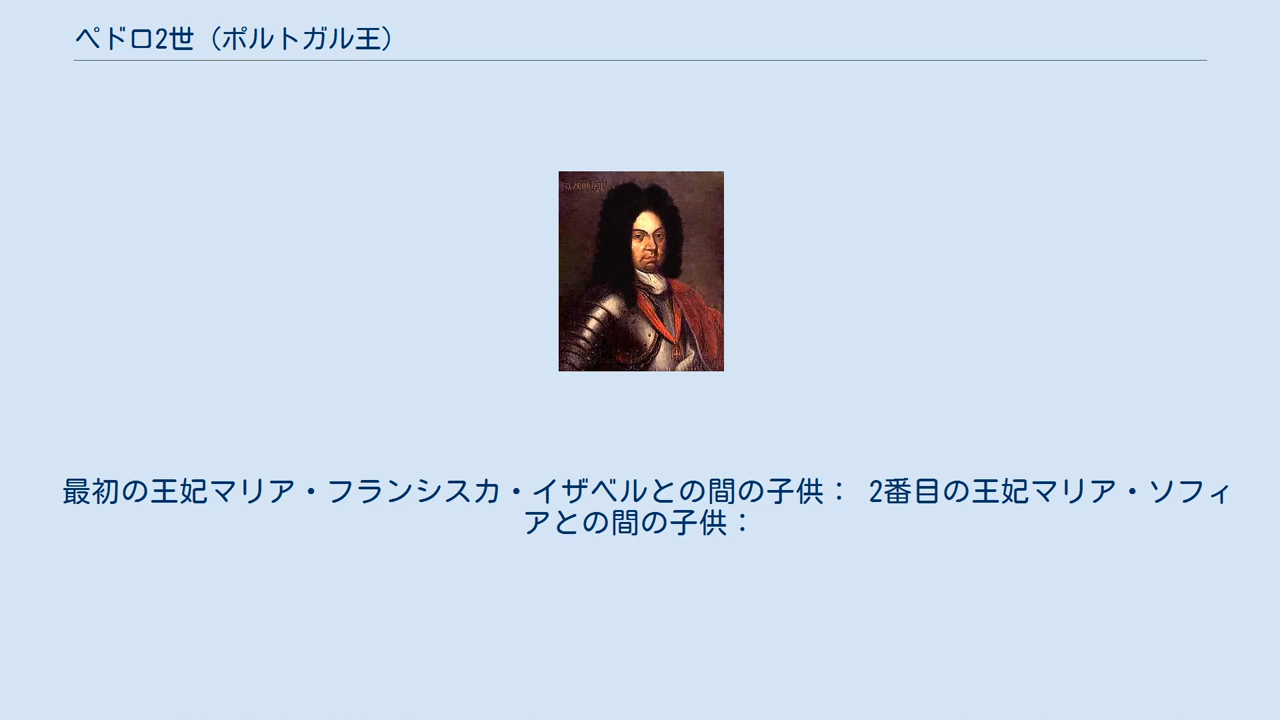 ペドロ2世（ポルトガル王）
最初の王妃マリア・フランシスカ・イザベルとの間の子供： 2番目の王妃マリア・ソフィ
アとの間の子供：